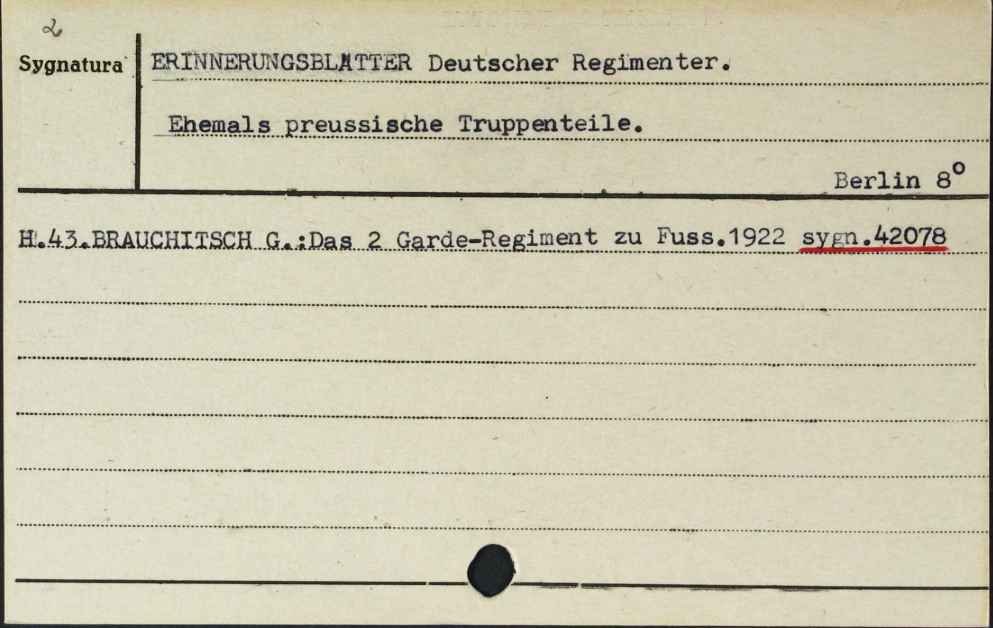 2
Sygnatura
ERINNERUNGSBLATTER Deutscher Regimenter.
Ehemals preussische Truppenteile.
Berlin 8°
H.43.BRAUCHITSCH G.:Das 2 Garde-Regiment zu Fuss.1922 sygn.42078